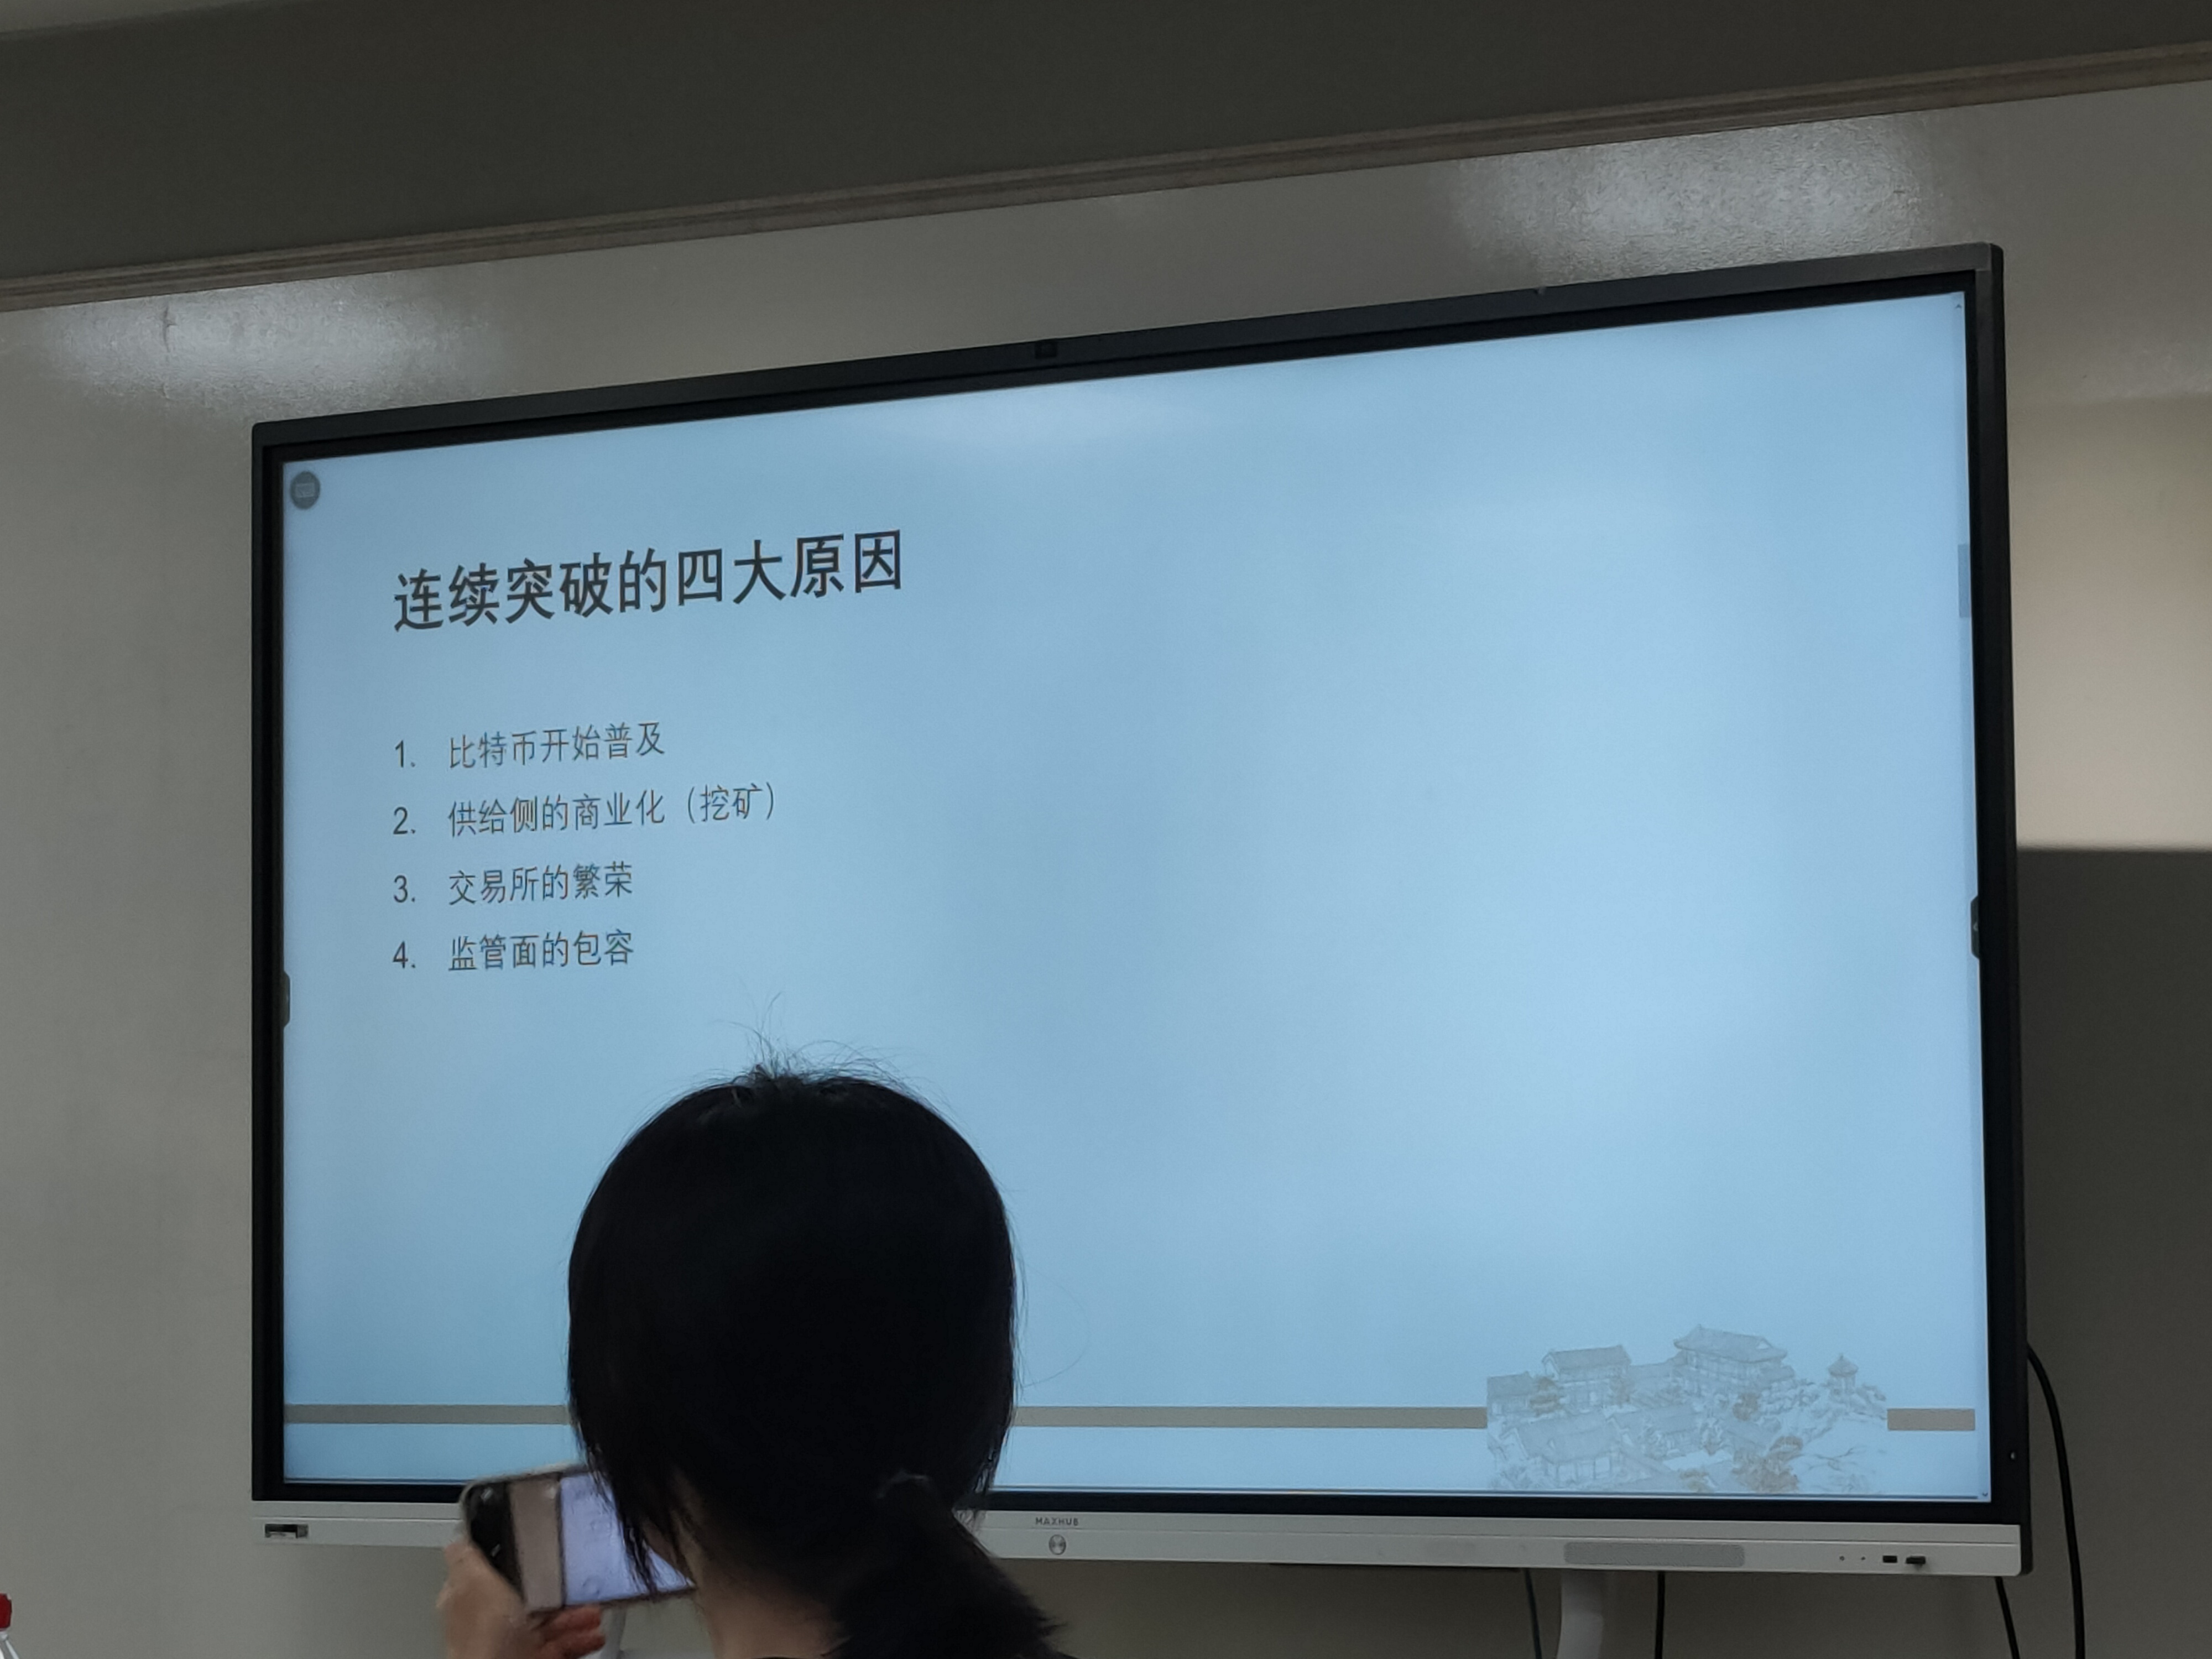 连续突破的四大原因
1. 比特币开始普及
2. 供给侧的商业化（挖矿）
3. 交易所的繁荣
4. 监管面的包容
MAXHUB